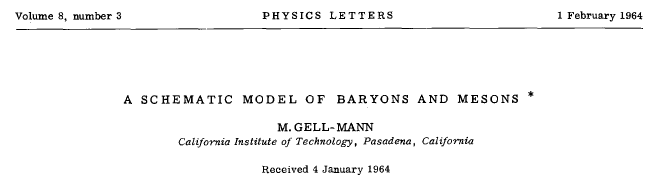 Volume 8, number 3 PHYSICS LETTERS 1 February 1964
A SCHEMATIC MODEL OF BARYONS AND MESONS *
M. GELL-MANN
California Institute of Technology, Pasadena, California
Received 4 January 1964